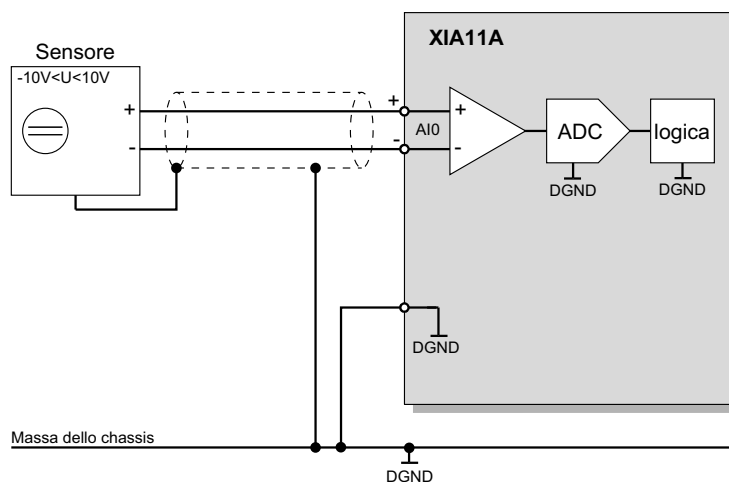 XIA11A
Sensore
-10V<U<10V
+
+
+
-
-
-
AI0
ADC
logica
DGND
DGND
DGND
Massa dello chassis
DGND